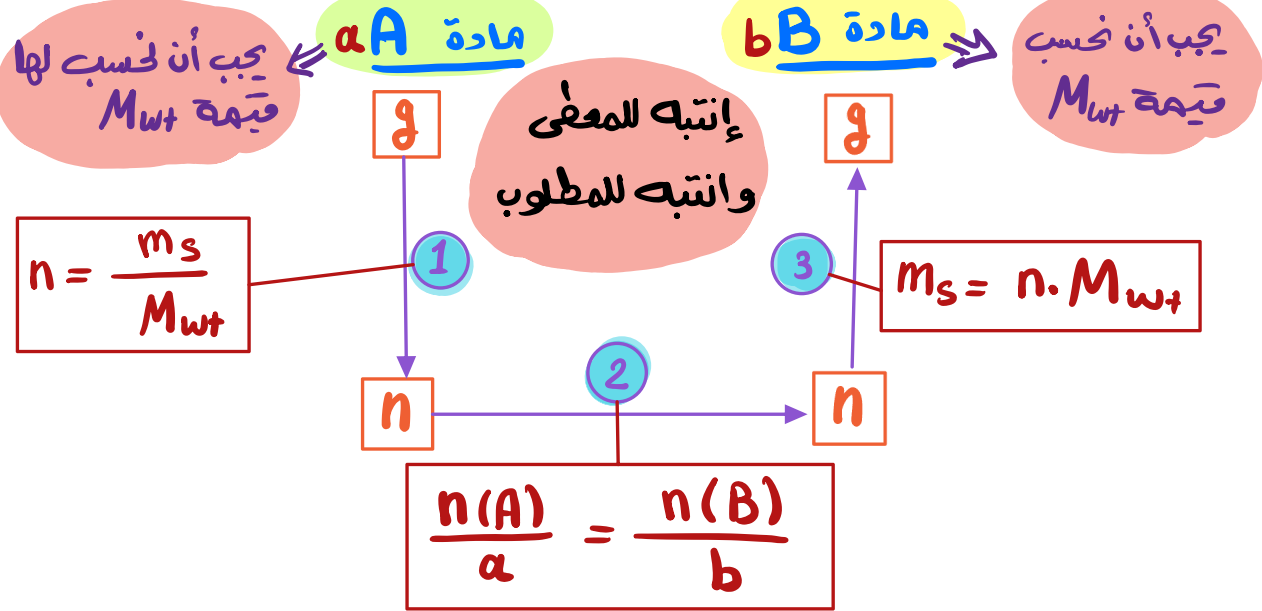 يجب أن نحسب لها
قيمة Mwt
aA مادة
bB مادة
يجب أن نحسب
قيمة Mwt
g
إنتبه للمعطى
وانتبه للمطلوب
g
n = ms / Mwt
1
3
ms = n. Mwt
2
n
n
n(A) / a = n(B) / b